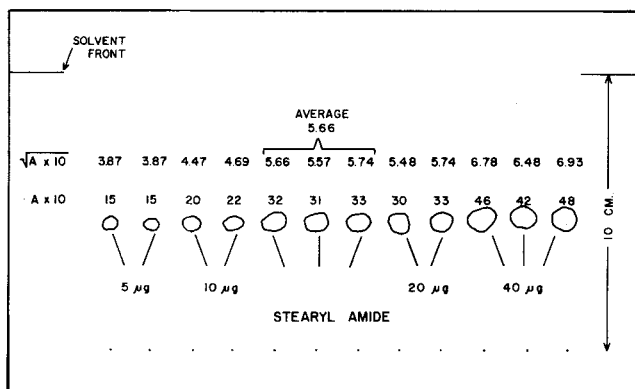 SOLVENT
FRONT
AVERAGE
5.66
√A x 10 3.87 3.87 4.47 4.69 5.66 5.57 5.74 5.48 5.74 6.78 6.48 6.93
A x 10 15 15 20 22 32 31 33 30 33 46 42 48
5 µg 10 µg 20 µg 40 µg
STEARYL AMIDE
10 CM.